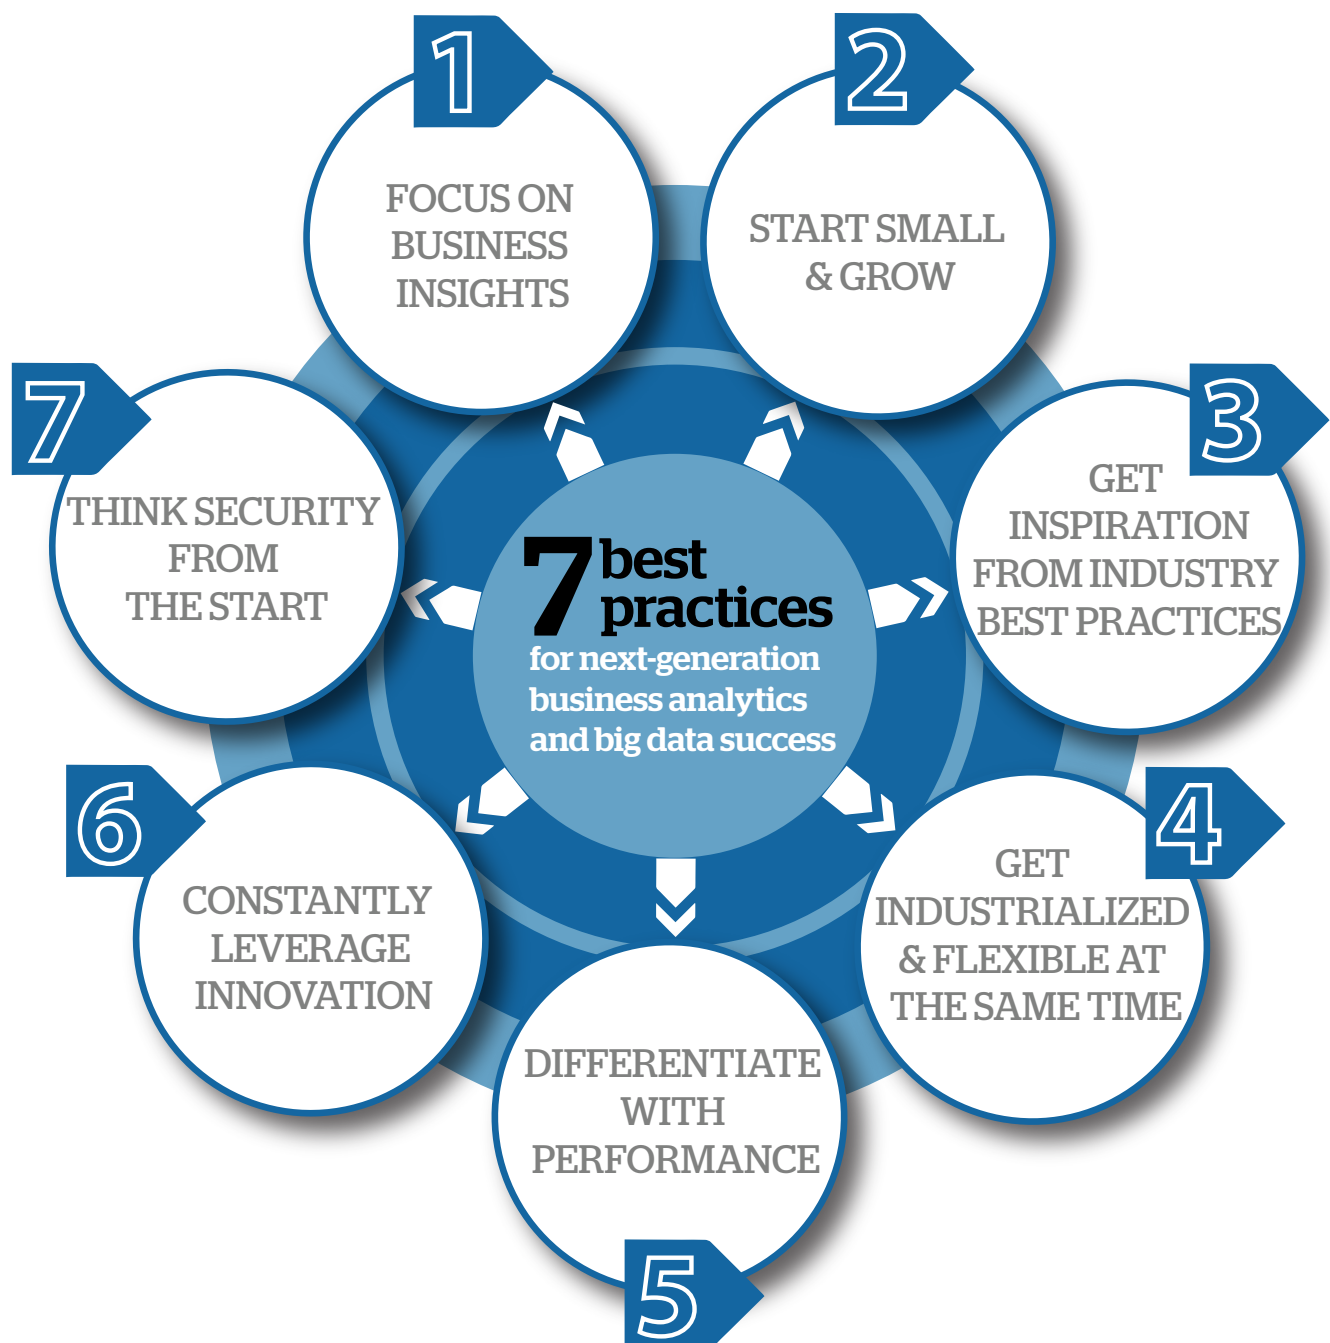 1
FOCUS ON
BUSINESS
INSIGHTS
2
START SMALL
& GROW
3
GET
INSPIRATION
FROM INDUSTRY
BEST PRACTICES
4
GET
INDUSTRIALIZED
& FLEXIBLE AT
THE SAME TIME
5
DIFFERENTIATE
WITH
PERFORMANCE
6
CONSTANTLY
LEVERAGE
INNOVATION
7
THINK SECURITY
FROM
THE START
7 best
practices
for next-generation
business analytics
and big data success